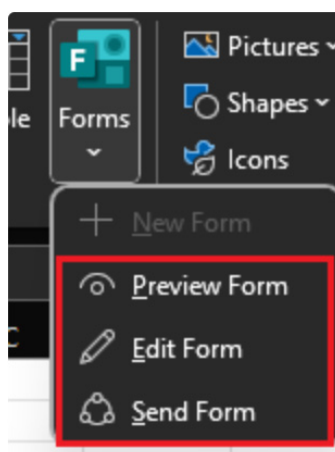 Pictures
le
Forms
Shapes
Icons
New Form
Preview Form
C
Edit Form
Send Form